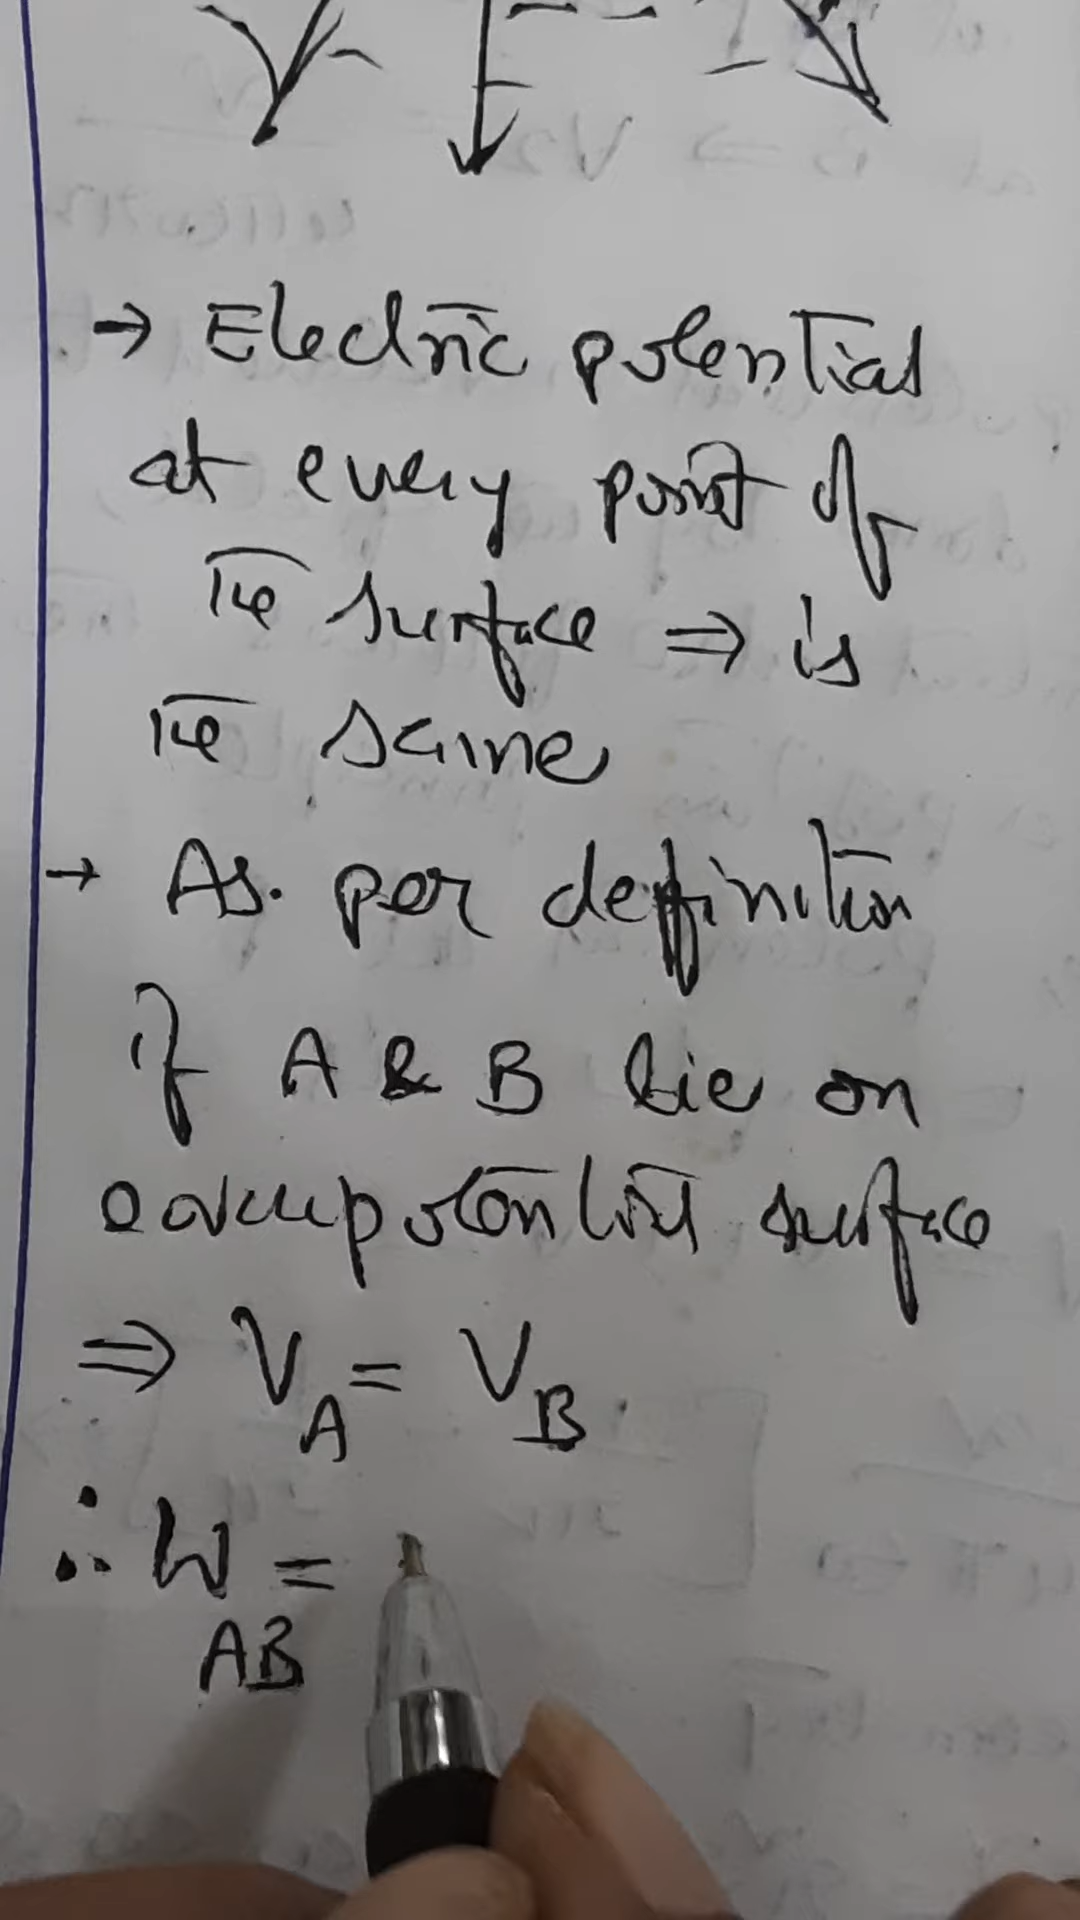 → Electric potential
at every point of
the surface ⇒ is
the same
→ As. per definition
if A & B lie on
equipotential surface
⇒ V_A = V_B
∴ W_AB =